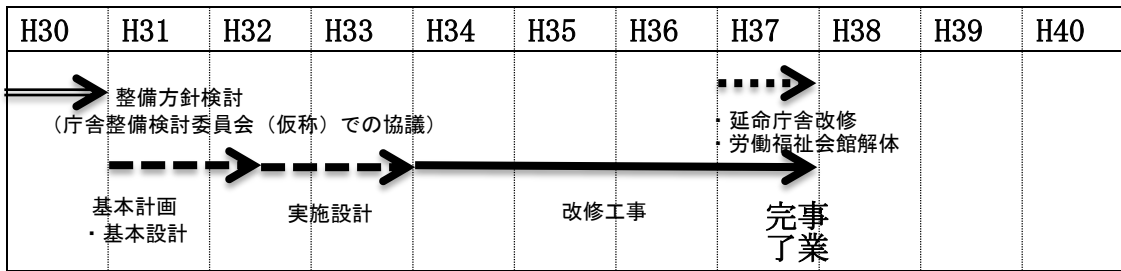 H30 H31 H32 H33 H34 H35 H36 H37 H38 H39 H40
整備方針検討
（庁舎整備検討委員会（仮称）での協議）
・延命庁舎改修
・労働福祉会館解体
基本計画
・基本設計
実施設計
改修工事
完事
了業